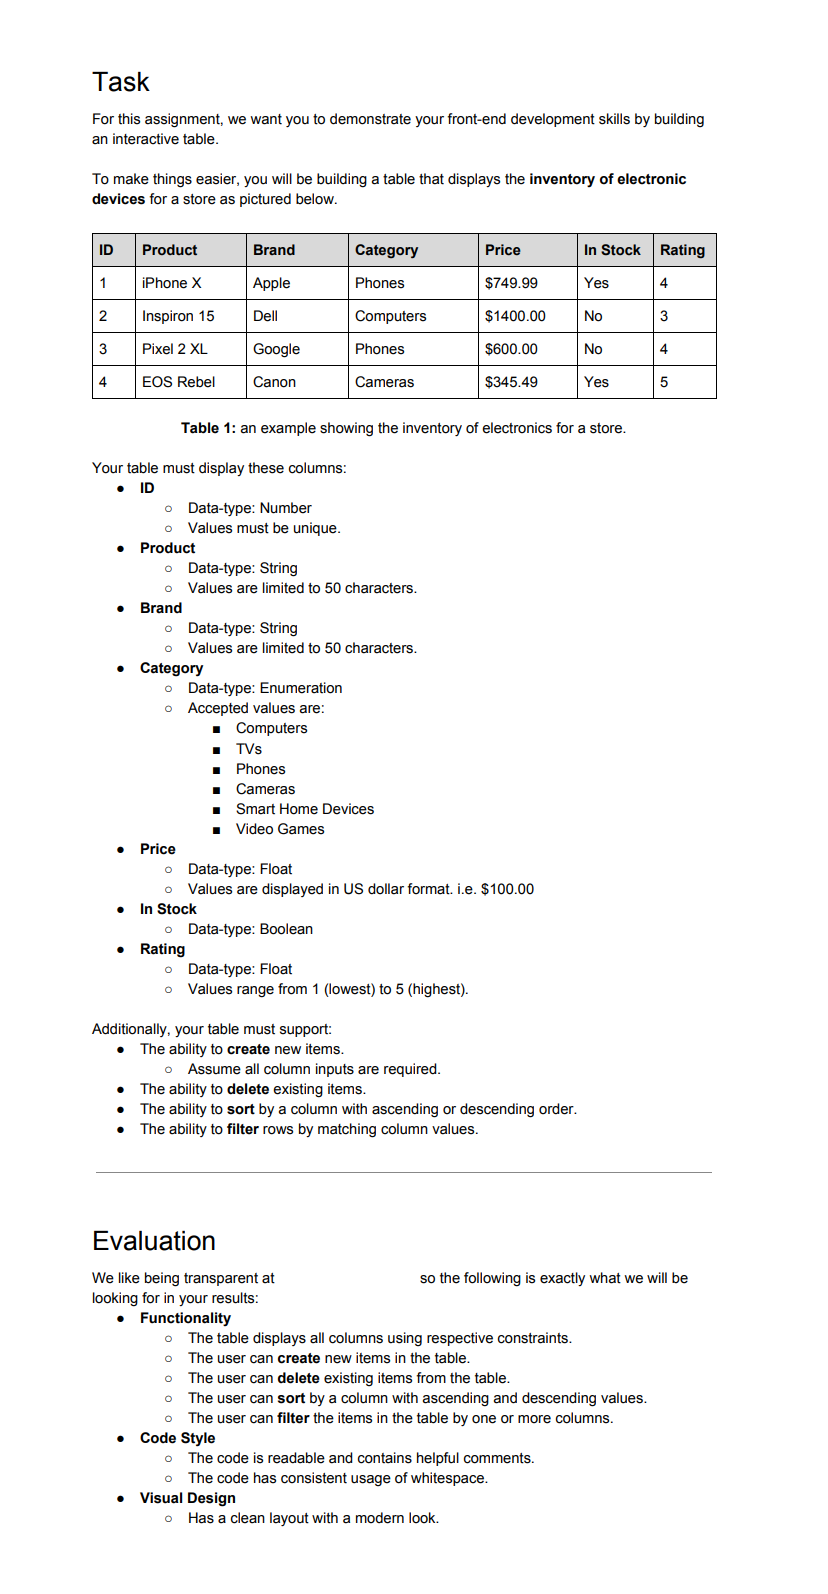 Task
For this assignment, we want you to demonstrate your front-end development skills by building
an interactive table.
To make things easier, you will be building a table that displays the inventory of electronic
devices for a store as pictured below.
ID Product Brand Category Price In Stock Rating
1 iPhone X Apple Phones $749.99 Yes 4
2 Inspiron 15 Dell Computers $1400.00 No 3
3 Pixel 2 XL Google Phones $600.00 No 4
4 EOS Rebel Canon Cameras $345.49 Yes 5
Table 1: an example showing the inventory of electronics for a store.
Your table must display these columns:
● ID
○ Data-type: Number
○ Values must be unique.
● Product
○ Data-type: String
○ Values are limited to 50 characters.
● Brand
○ Data-type: String
○ Values are limited to 50 characters.
● Category
○ Data-type: Enumeration
○ Accepted values are:
■ Computers
■ TVs
■ Phones
■ Cameras
■ Smart Home Devices
■ Video Games
● Price
○ Data-type: Float
○ Values are displayed in US dollar format. i.e. $100.00
● In Stock
○ Data-type: Boolean
● Rating
○ Data-type: Float
○ Values range from 1 (lowest) to 5 (highest).
Additionally, your table must support:
● The ability to create new items.
○ Assume all column inputs are required.
● The ability to delete existing items.
● The ability to sort by a column with ascending or descending order.
● The ability to filter rows by matching column values.
Evaluation
We like being transparent at so the following is exactly what we will be
looking for in your results:
● Functionality
○ The table displays all columns using respective constraints.
○ The user can create new items in the table.
○ The user can delete existing items from the table.
○ The user can sort by a column with ascending and descending values.
○ The user can filter the items in the table by one or more columns.
● Code Style
○ The code is readable and contains helpful comments.
○ The code has consistent usage of whitespace.
● Visual Design
○ Has a clean layout with a modern look.